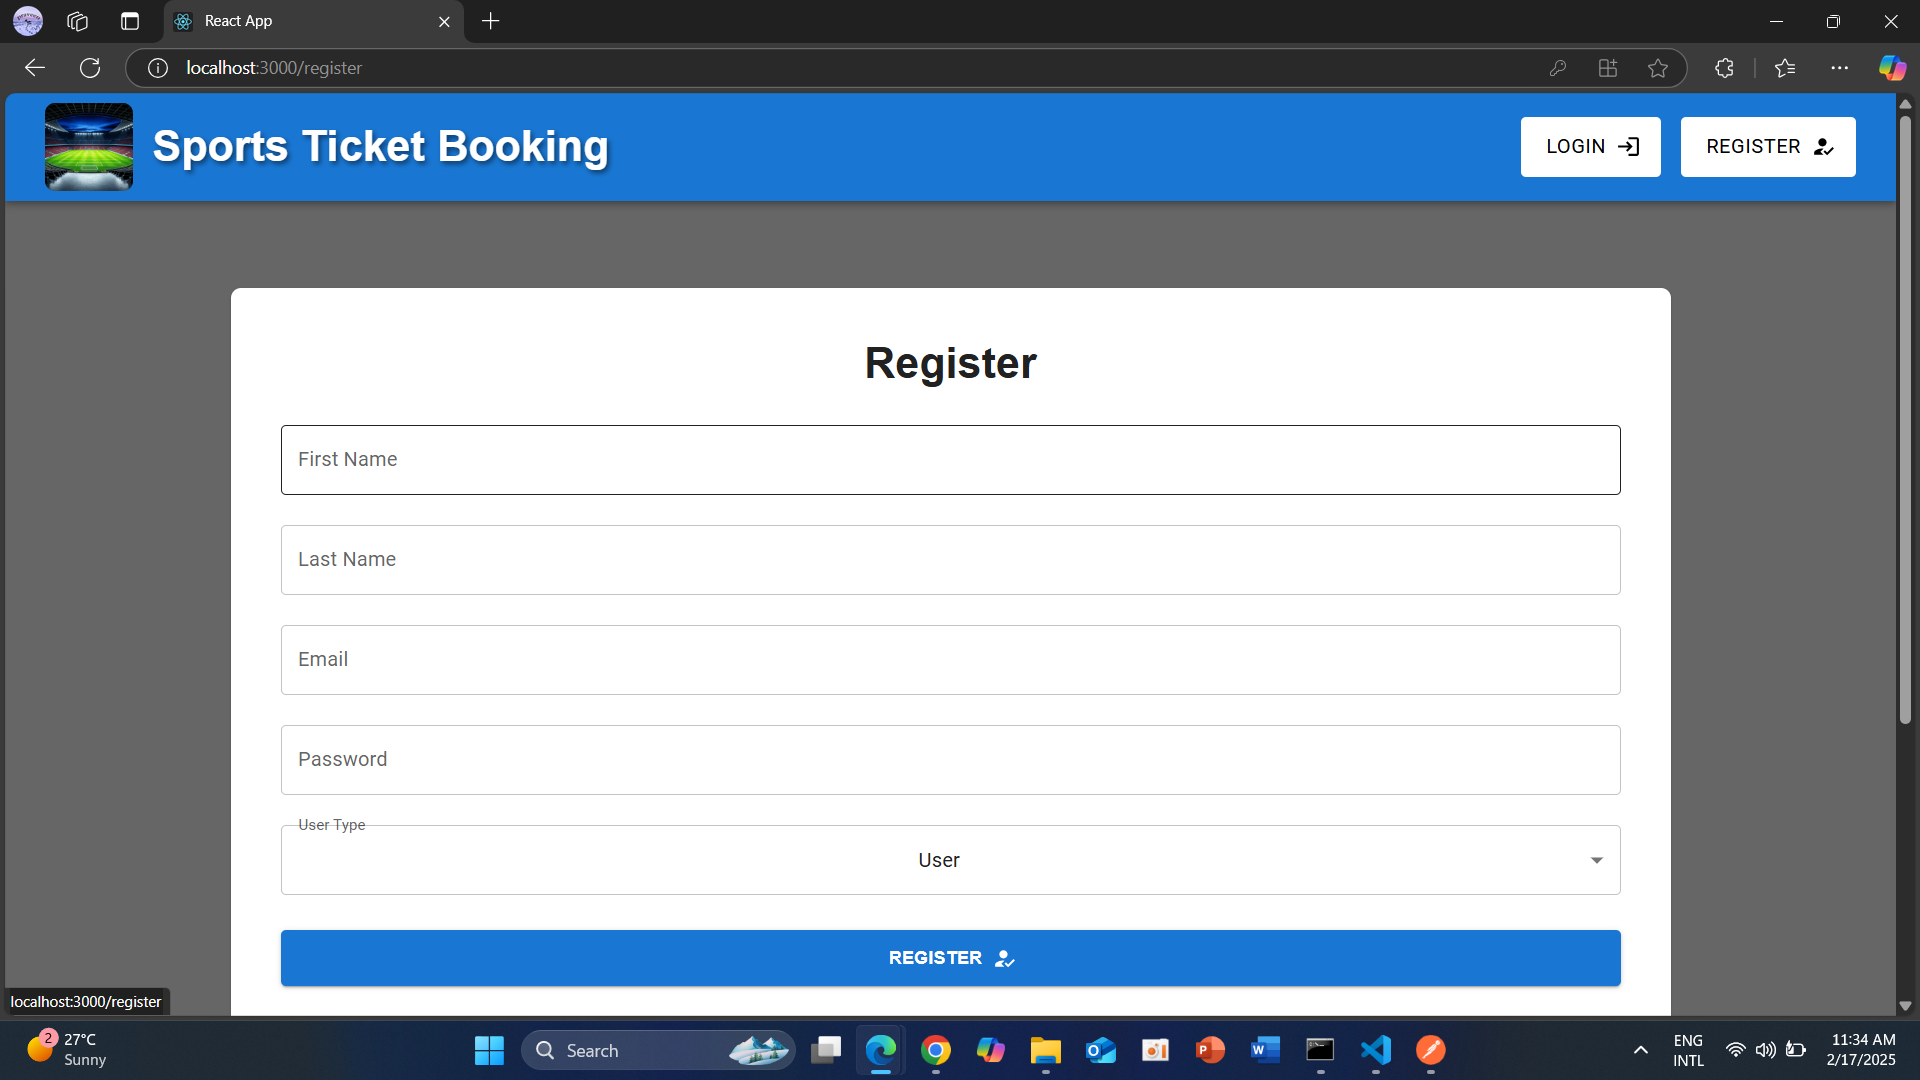 React App
localhost:3000/register
Sports Ticket Booking
LOGIN
REGISTER
Register
First Name
Last Name
Email
Password
User Type
User
REGISTER
localhost:3000/register
2
27°C
Sunny
Search
ENG
INTL
11:34 AM
2/17/2025